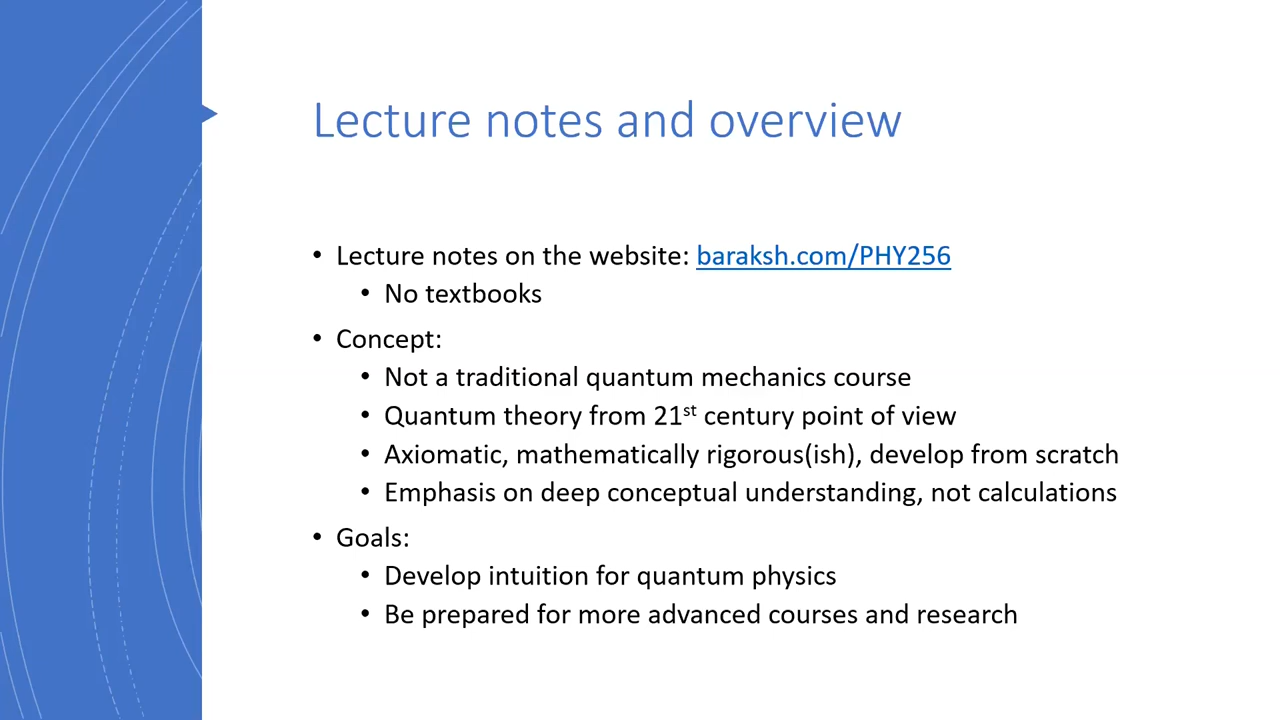 Lecture notes and overview
• Lecture notes on the website: baraksh.com/PHY256
• No textbooks
• Concept:
• Not a traditional quantum mechanics course
• Quantum theory from 21st century point of view
• Axiomatic, mathematically rigorous(ish), develop from scratch
• Emphasis on deep conceptual understanding, not calculations
• Goals:
• Develop intuition for quantum physics
• Be prepared for more advanced courses and research